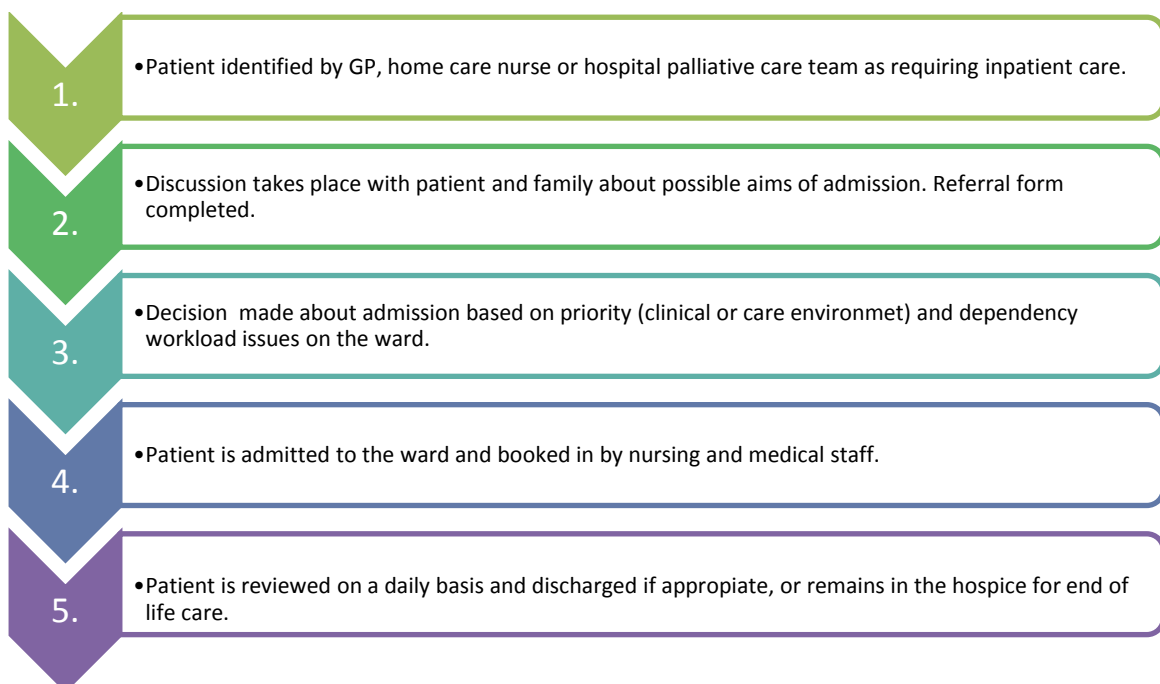 1.
•Patient identified by GP, home care nurse or hospital palliative care team as requiring inpatient care.
2.
•Discussion takes place with patient and family about possible aims of admission. Referral form
completed.
3.
•Decision  made about admission based on priority (clinical or care environmet) and dependency
workload issues on the ward.
4.
•Patient is admitted to the ward and booked in by nursing and medical staff.
5.
•Patient is reviewed on a daily basis and discharged if appropiate, or remains in the hospice for end of
life care.